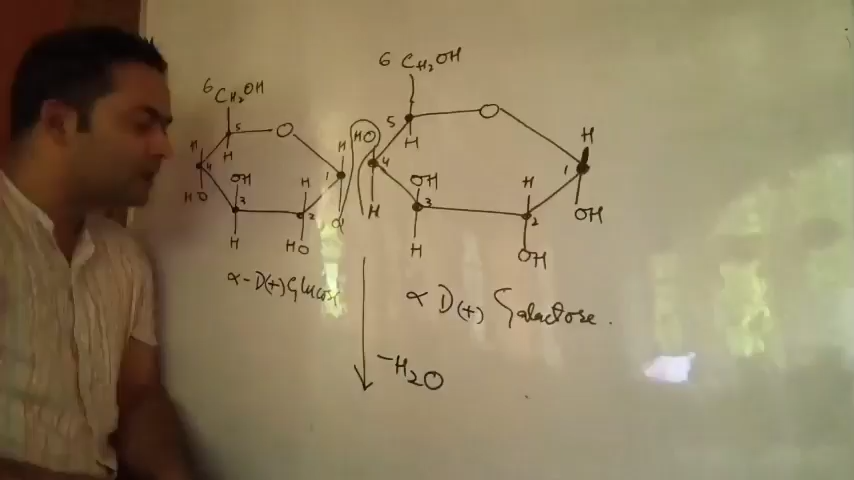 6 CH2OH
6 CH2OH
5 O
H HO 5 O H
H 4 H 1 4 H 1
OH OH H
HO 3 H 2 3 2 OH
H HO H H OH
α-D(+) Glucose
α D(+) Galactose.
-H2O